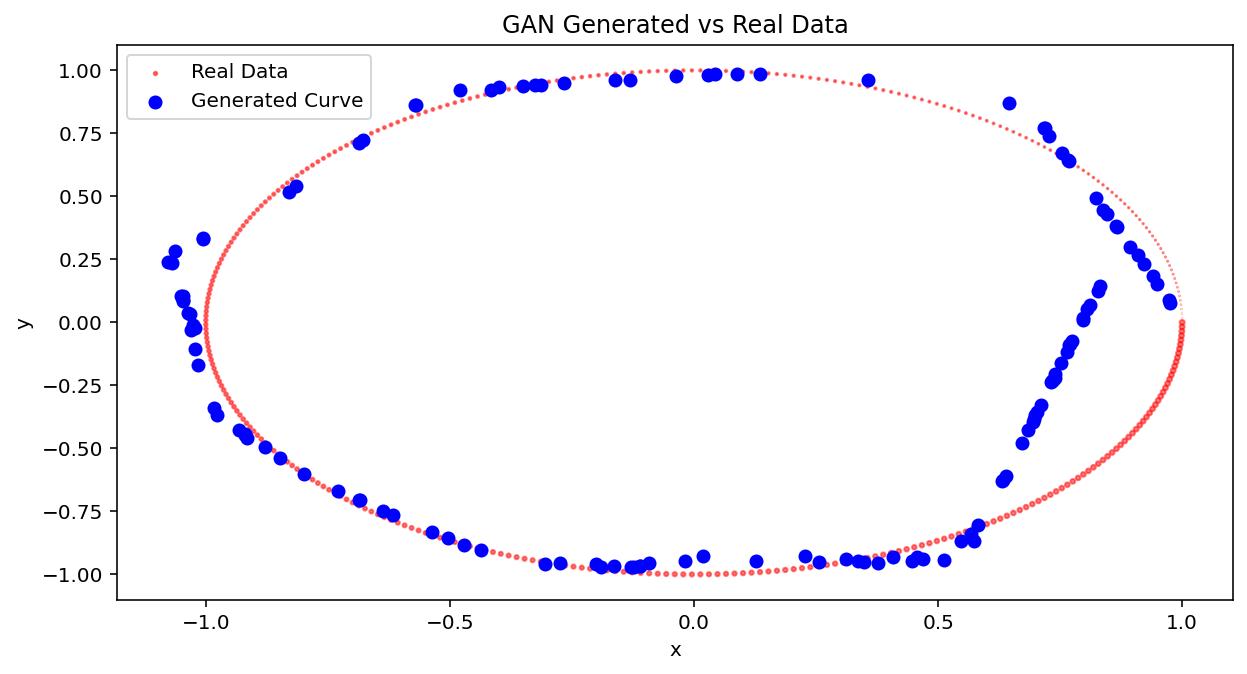 GAN Generated vs Real Data
Real Data
Generated Curve
1.00
0.75
0.50
0.25
0.00
−0.25
−0.50
−0.75
−1.00
y
−1.0 −0.5 0.0 0.5 1.0
x